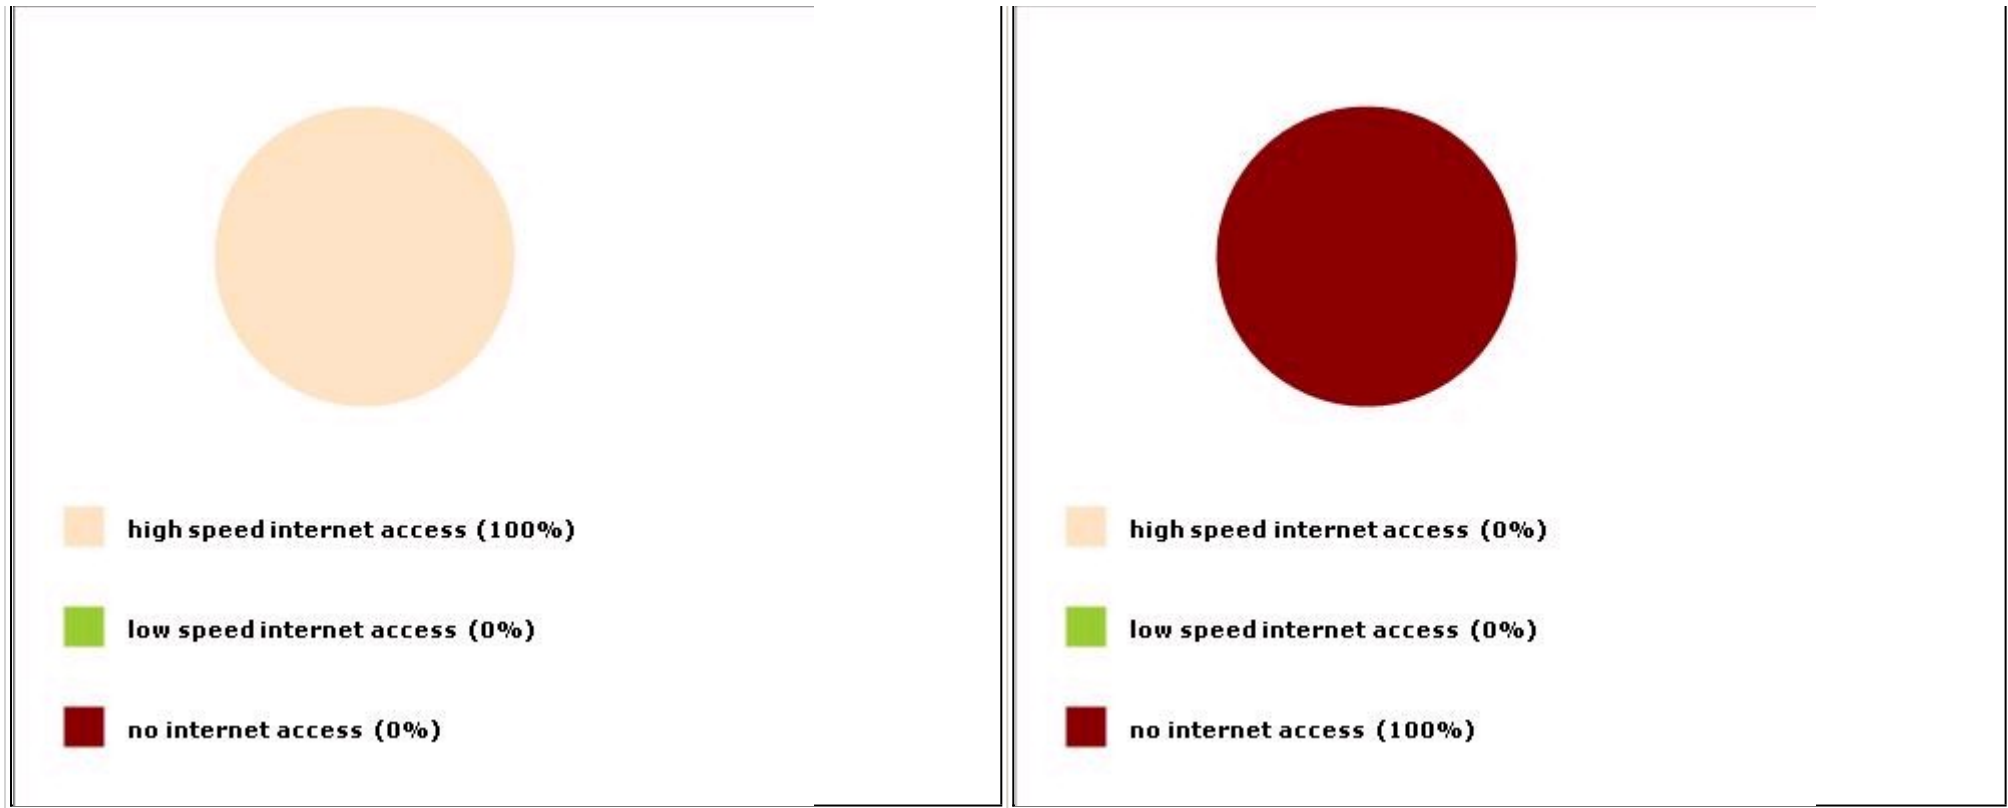 high speed internet access (100%)
low speed internet access (0%)
no internet access (0%)
high speed internet access (0%)
low speed internet access (0%)
no internet access (100%)